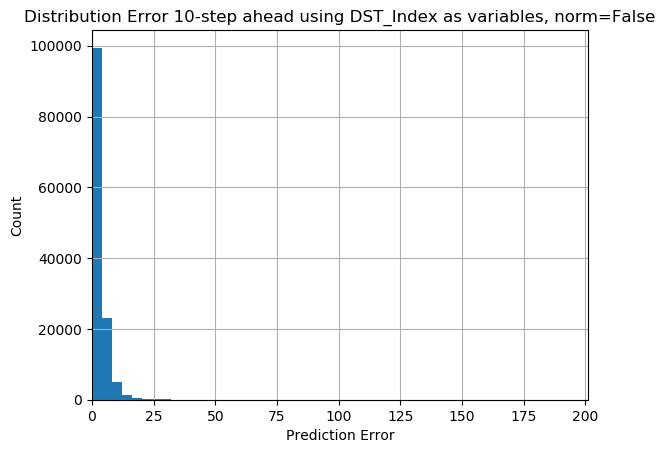 Distribution Error 10-step ahead using DST_Index as variables, norm=False
100000
80000
60000
40000
20000
0
Count
0 25 50 75 100 125 150 175 200
Prediction Error